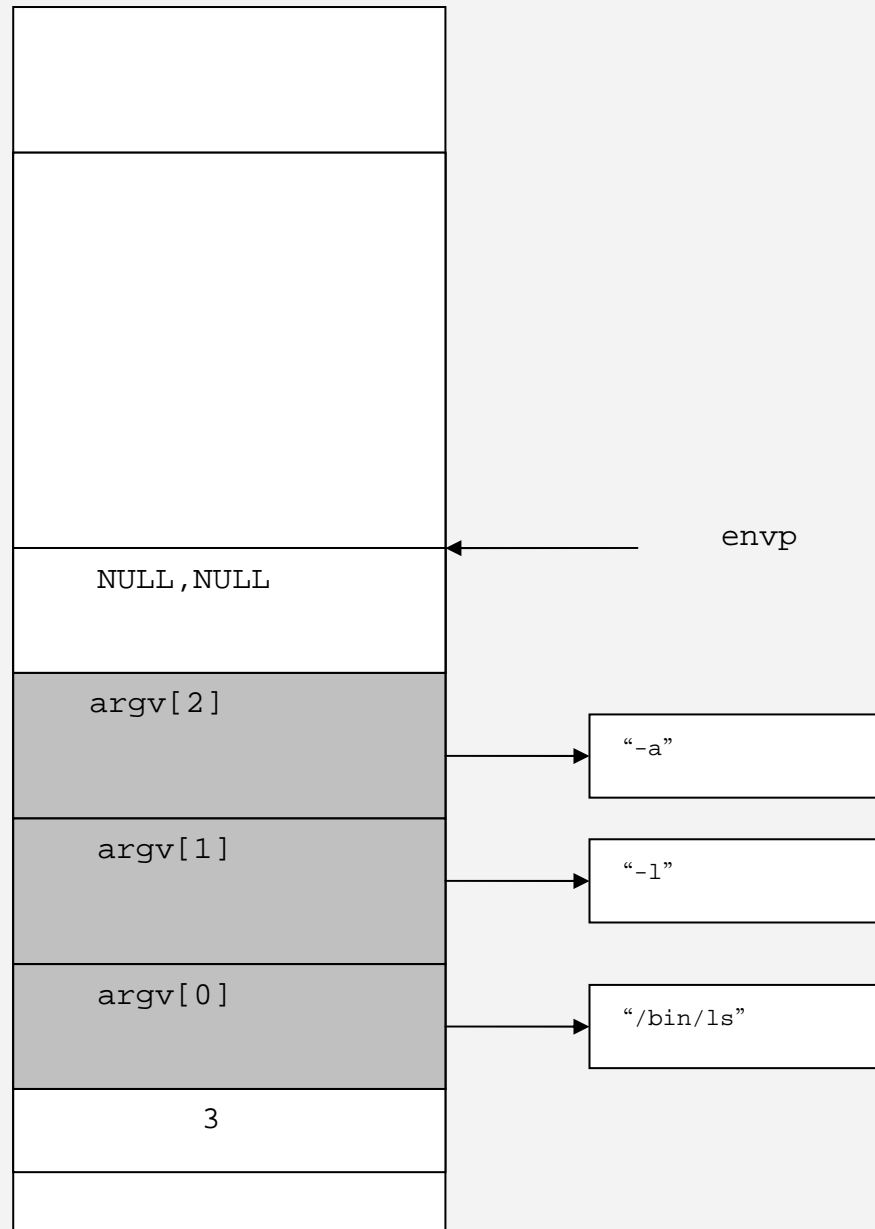 envp
NULL,NULL
argv[2]
“-a”
argv[1]
“-l”
argv[0]
“/bin/ls”
3